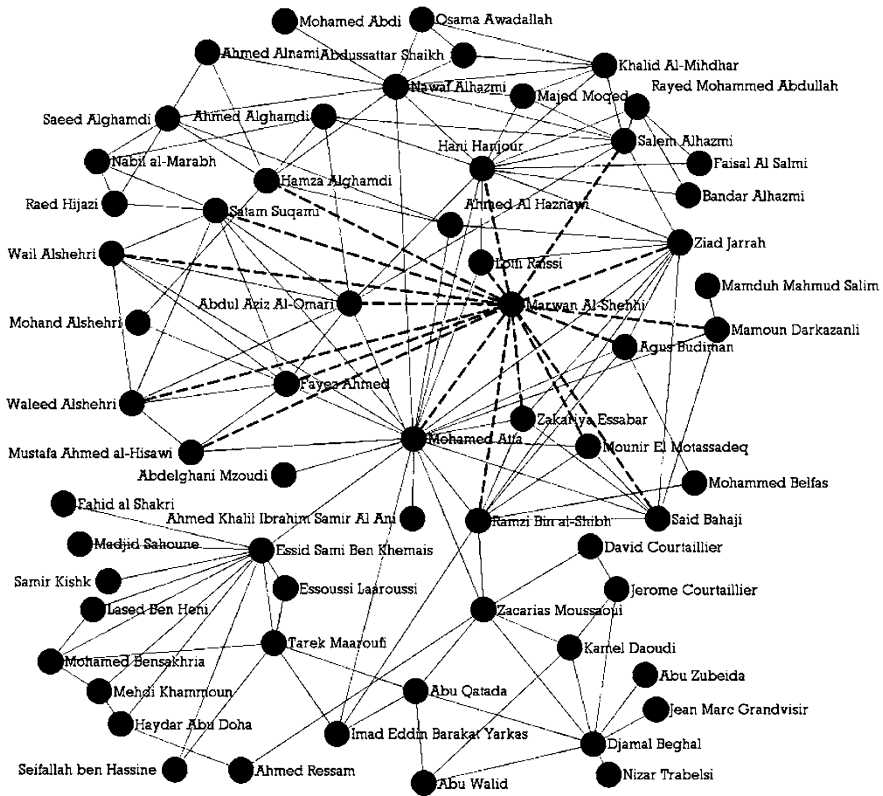 Mohamed Abdi
Osama Awadallah
Ahmed Alnami
Abdussattar Shaikh
Khalid Al-Mihdhar
Nawaf Alhazmi
Rayed Mohammed Abdullah
Majed Moqed
Saeed Alghamdi
Ahmed Alghamdi
Salem Alhazmi
Hani Hanjour
Nabil al-Marabh
Faisal Al Salmi
Hamza Alghamdi
Bandar Alhazmi
Raed Hijazi
Satam Suqami
Ahmed Al Haznawi
Wail Alshehri
Ziad Jarrah
Lotfi Raissi
Mamduh Mahmud Salim
Abdul Aziz Al-Omari
Marwan Al-Shehhi
Mohand Alshehri
Mamoun Darkazanli
Agus Budiman
Fayez Ahmed
Waleed Alshehri
Zakariya Essabar
Mohamed Atta
Mounir El Motassadeq
Mustafa Ahmed al-Hisawi
Abdelghani Mzoudi
Mohammed Belfas
Fahid al Shakri
Ahmed Khalil Ibrahim Samir Al Ani
Ramzi Bin al-Shibh
Said Bahaji
Madjid Sahoune
Essid Sami Ben Khemais
David Courtaillier
Samir Kishk
Essoussi Laaroussi
Jerome Courtaillier
Lased Ben Heni
Zacarias Moussaoui
Tarek Maaroufi
Kamel Daoudi
Mohamed Bensakhria
Abu Zubeida
Mehdi Khammoun
Abu Qatada
Jean Marc Grandvisir
Haydar Abu Doha
Imad Eddin Barakat Yarkas
Djamal Beghal
Seifallah ben Hassine
Ahmed Ressam
Nizar Trabelsi
Abu Walid